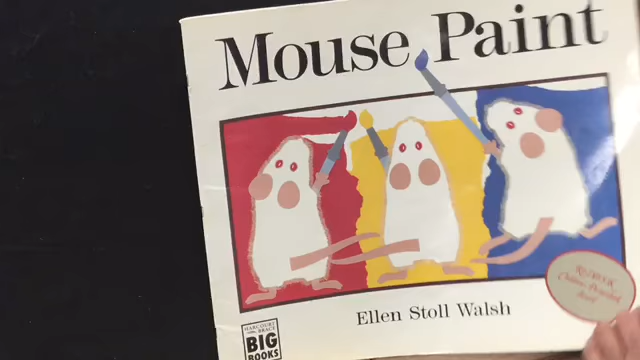 Mouse Paint
Ellen Stoll Walsh
HARCOURT
BRACE
BIG
BOOKS